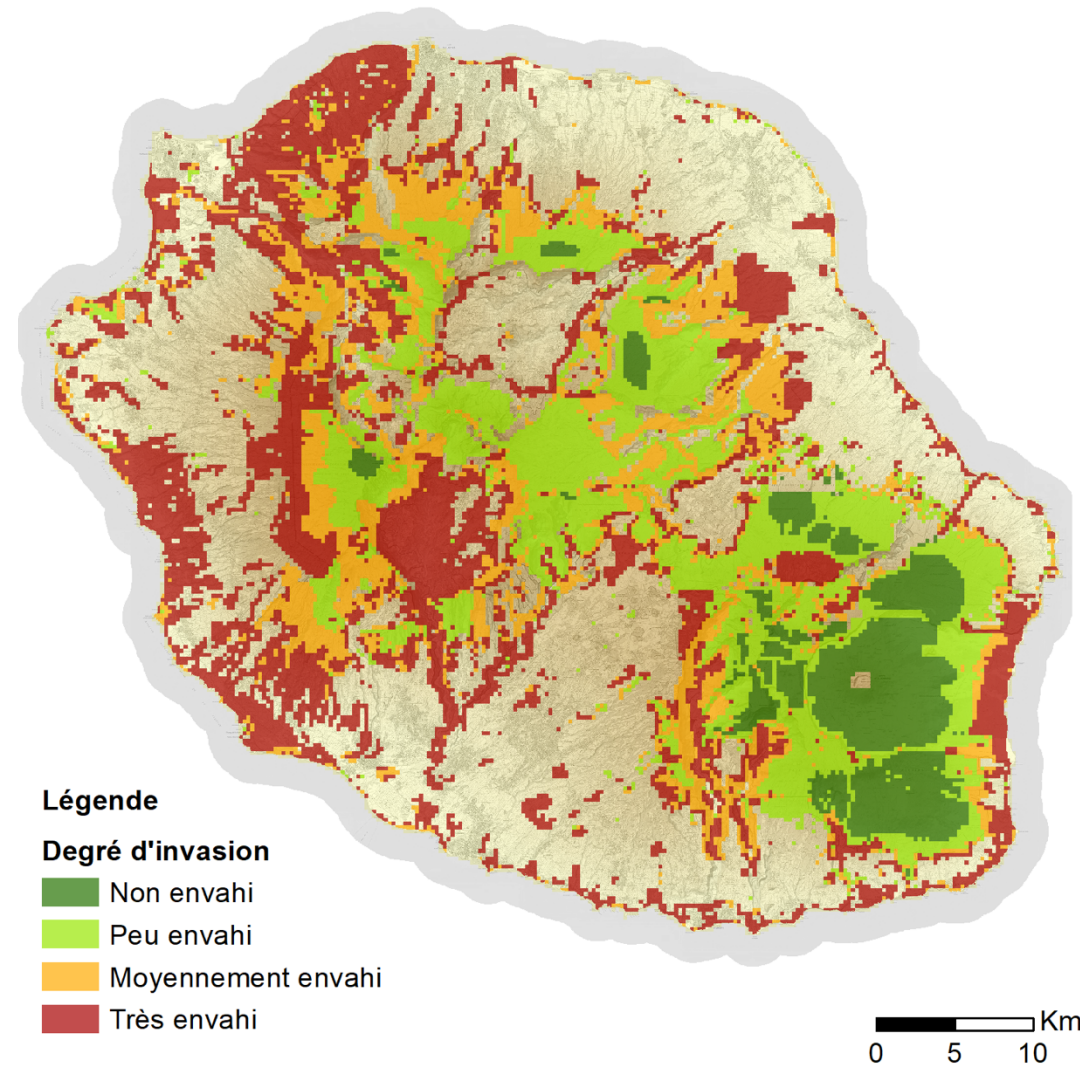 Légende
Degré d'invasion
Non envahi
Peu envahi
Moyennement envahi
Très envahi
Km
0 5 10